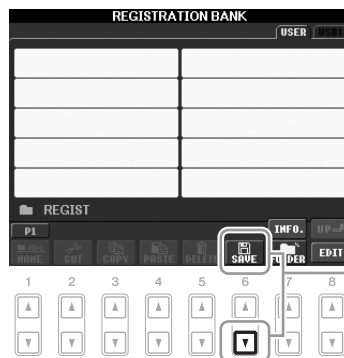 REGISTRATION BANK
USER USB1
REGIST
P1 INFO. UP
NAME CUT COPY PASTE DELETE SAVE FOLDER EDIT
1 2 3 4 5 6 7 8